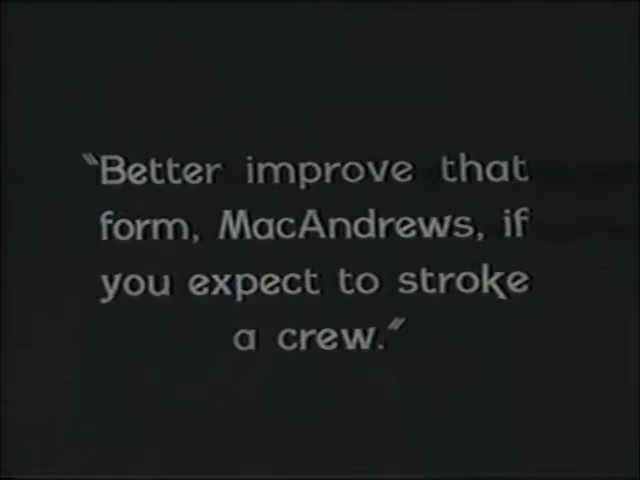 "Better improve that
form, MacAndrews, if
you expect to stroke
a crew."